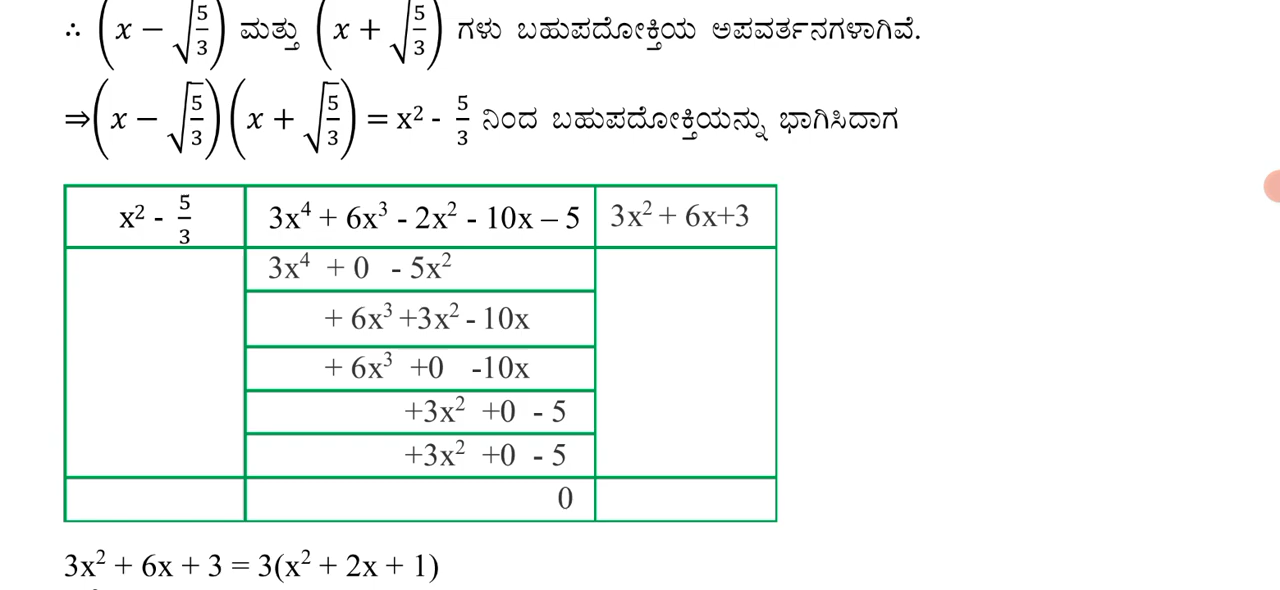 ∴ (x − √5/3) ಮತ್ತು (x + √5/3) ಗಳು ಬಹುಪದೋಕ್ತಿಯ ಅಪವರ್ತನಗಳಾಗಿವೆ.
⇒(x − √5/3)(x + √5/3) = x² - 5/3 ನಿಂದ ಬಹುಪದೋಕ್ತಿಯನ್ನು ಭಾಗಿಸಿದಾಗ
x² - 5/3 3x⁴ + 6x³ - 2x² - 10x – 5 3x² + 6x+3
3x⁴ + 0 - 5x²
+ 6x³ +3x² - 10x
+ 6x³ +0 -10x
+3x² +0 - 5
+3x² +0 - 5
0
3x² + 6x + 3 = 3(x² + 2x + 1)